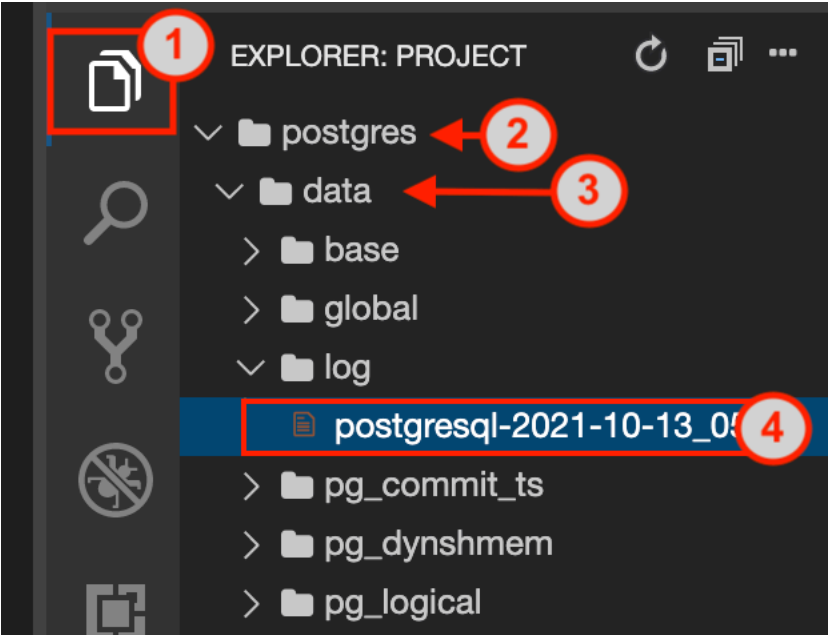 1
EXPLORER: PROJECT
postgres 2
data 3
base
global
log
postgresql-2021-10-13_05 4
pg_commit_ts
pg_dynshmem
pg_logical